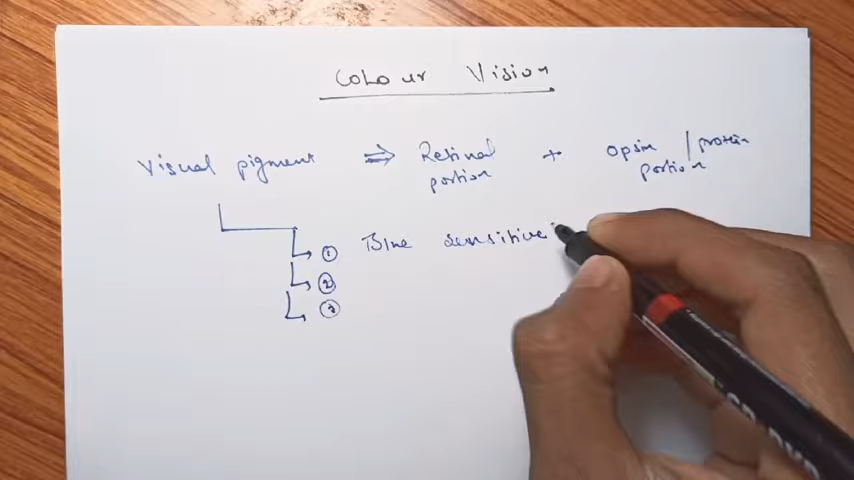 Colour Vision
Visual pigment ⇒ Retinal portion + opsin / protein portion
① Blue sensitive
②
③